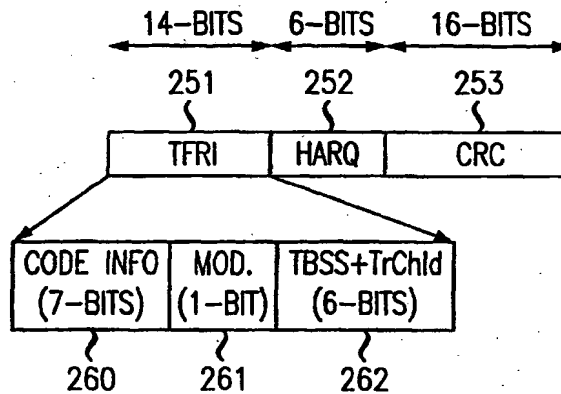 14-BITS 6-BITS 16-BITS
251 252 253
TFRI HARQ CRC
CODE INFO MOD. TBSS+TrChId
(7-BITS) (1-BIT) (6-BITS)
260 261 262